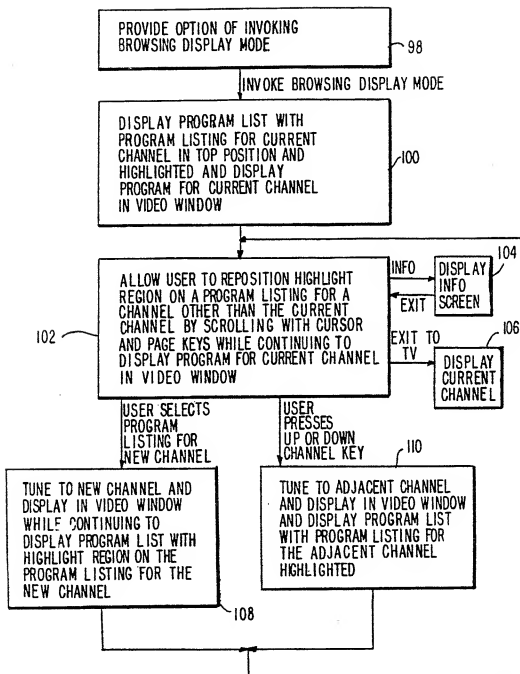 PROVIDE OPTION OF INVOKING
BROWSING DISPLAY MODE
98
INVOKE BROWSING DISPLAY MODE
DISPLAY PROGRAM LIST WITH
PROGRAM LISTING FOR CURRENT
CHANNEL IN TOP POSITION AND
HIGHLIGHTED AND DISPLAY
PROGRAM FOR CURRENT CHANNEL
IN VIDEO WINDOW
100
ALLOW USER TO REPOSITION HIGHLIGHT
REGION ON A PROGRAM LISTING FOR A
CHANNEL OTHER THAN THE CURRENT
CHANNEL BY SCROLLING WITH CURSOR
AND PAGE KEYS WHILE CONTINUING TO
DISPLAY PROGRAM FOR CURRENT CHANNEL
IN VIDEO WINDOW
102
INFO
EXIT
104
DISPLAY
INFO
SCREEN
EXIT TO
TV
106
DISPLAY
CURRENT
CHANNEL
USER SELECTS
PROGRAM
LISTING FOR
NEW CHANNEL
USER
PRESSES
UP OR DOWN
CHANNEL KEY
TUNE TO NEW CHANNEL AND
DISPLAY IN VIDEO WINDOW
WHILE CONTINUING TO
DISPLAY PROGRAM LIST WITH
HIGHLIGHT REGION ON THE
PROGRAM LISTING FOR THE
NEW CHANNEL
108
110
TUNE TO ADJACENT CHANNEL
AND DISPLAY IN VIDEO WINDOW
AND DISPLAY PROGRAM LIST
WITH PROGRAM LISTING FOR
THE ADJACENT CHANNEL
HIGHLIGHTED